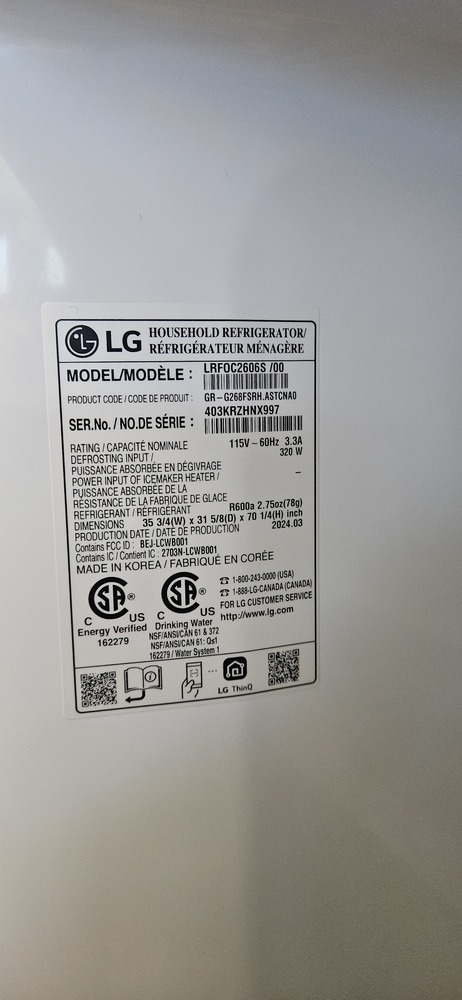 LG HOUSEHOLD REFRIGERATOR/
RÉFRIGÉRATEUR MÉNAGÈRE
MODEL/MODÈLE : LRFOC2606S /00
PRODUCT CODE / CODE DE PRODUIT : GR-G268FSRH.ASTCNA0
SER.No. / NO.DE SÉRIE : 403KRZHNX997
RATING / CAPACITÉ NOMINALE 115V ~ 60Hz 3.3A
DEFROSTING INPUT / 320 W
PUISSANCE ABSORBÉE EN DÉGIVRAGE
POWER INPUT OF ICEMAKER HEATER / –
PUISSANCE ABSORBÉE DE LA
RÉSISTANCE DE LA FABRIQUE DE GLACE
REFRIGERANT / RÉFRIGÉRANT R600a 2.75oz(78g)
DIMENSIONS 35 3/4(W) x 31 5/8(D) x 70 1/4(H) inch
PRODUCTION DATE / DATE DE PRODUCTION 2024.03
Contains FCC ID : BEJ-LCWB001
Contains IC / Contient IC : 2703N-LCWB001
MADE IN KOREA / FABRIQUÉ EN CORÉE
SA ® C US
Energy Verified
162279
SA ® C US
Drinking Water
NSF/ANSI/CAN 61 & 372
NSF/ANSI/CAN 61: Qs1
162279 / Water System 1
☎ 1-800-243-0000 (USA)
☎ 1-888-LG-CANADA (CANADA)
FOR LG CUSTOMER SERVICE
http://www.lg.com
LG ThinQ